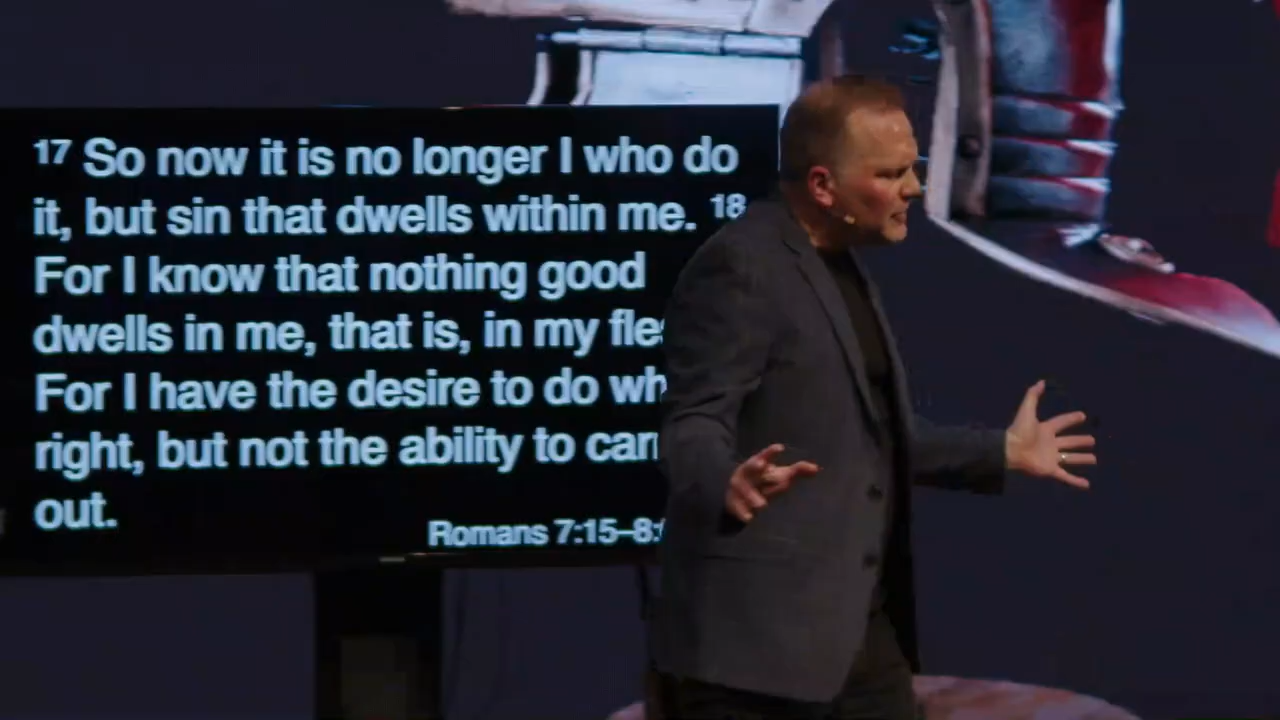 17 So now it is no longer I who do
it, but sin that dwells within me. 18
For I know that nothing good
dwells in me, that is, in my
For I have the desire to do
right, but not the ability to
out.
Romans 7:15–8: